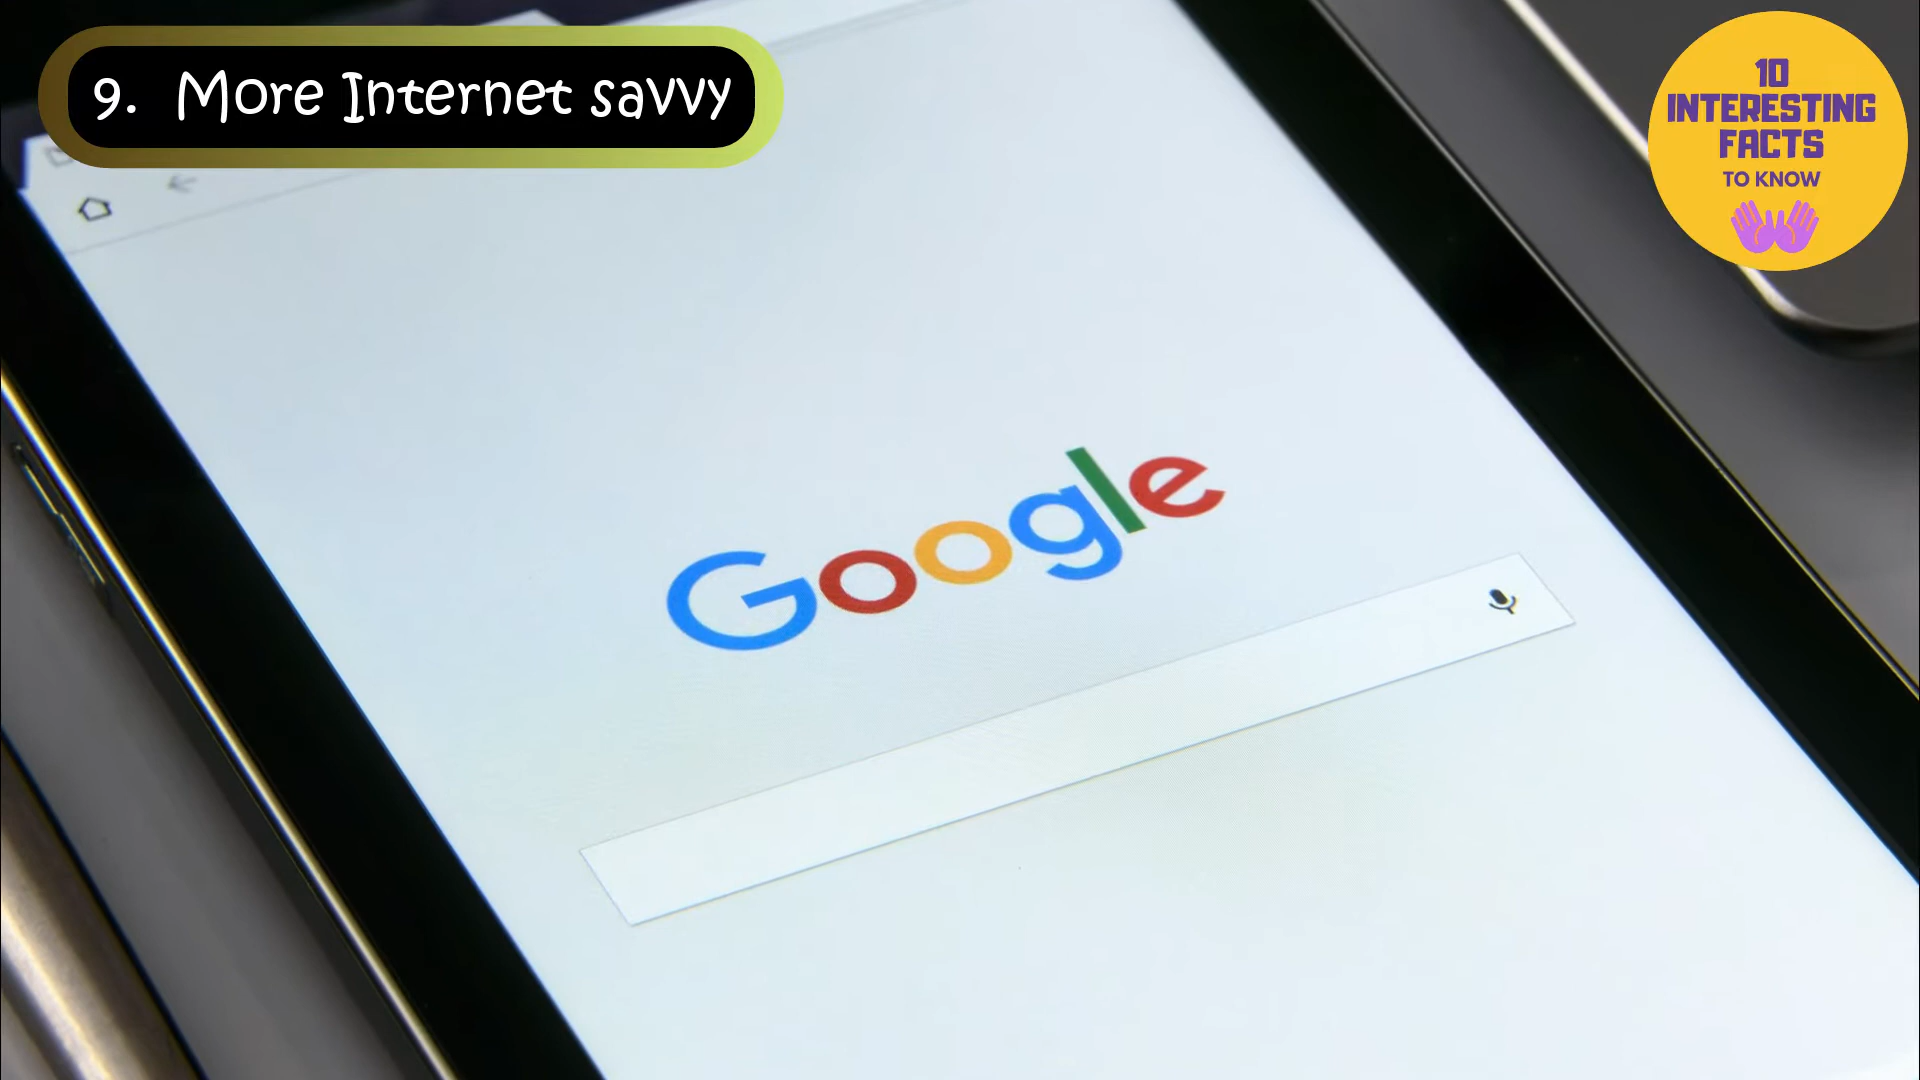 9. More Internet savvy
10
INTERESTING
FACTS
TO KNOW
Google